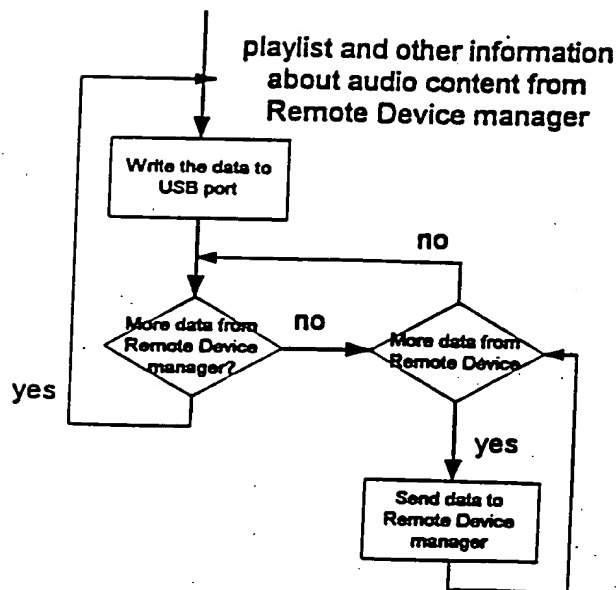 playlist and other information
about audio content from
Remote Device manager
Write the data to
USB port
no
More data from
Remote Device
manager?
no
More data from
Remote Device
yes
yes
Send data to
Remote Device
manager